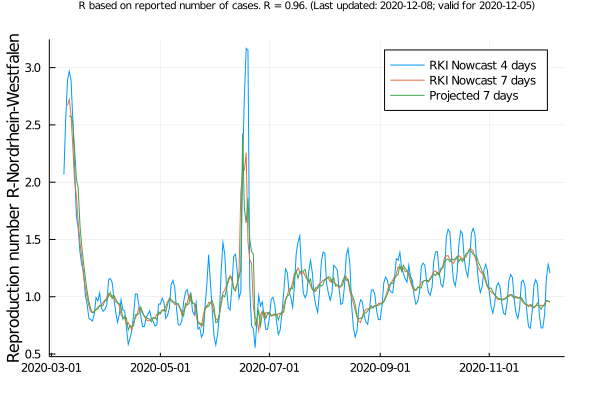 R based on reported number of cases. R = 0.96. (Last updated: 2020-12-08; valid for 2020-12-05)
Reproduction number R-Nordrhein-Westfalen
RKI Nowcast 4 days
RKI Nowcast 7 days
Projected 7 days
3.0
2.5
2.0
1.5
1.0
0.5
2020-03-01
2020-05-01
2020-07-01
2020-09-01
2020-11-01